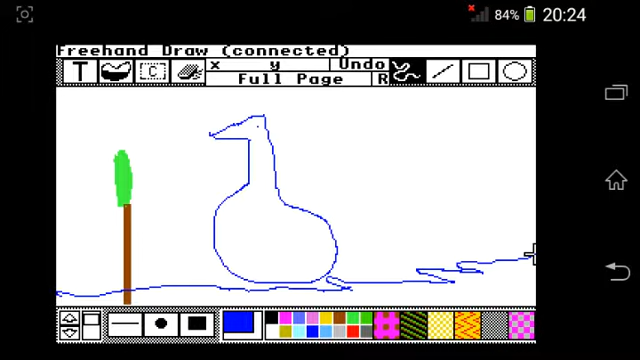 84% 20:24
Freehand Draw (connected)
T C x y Undo
Full Page R